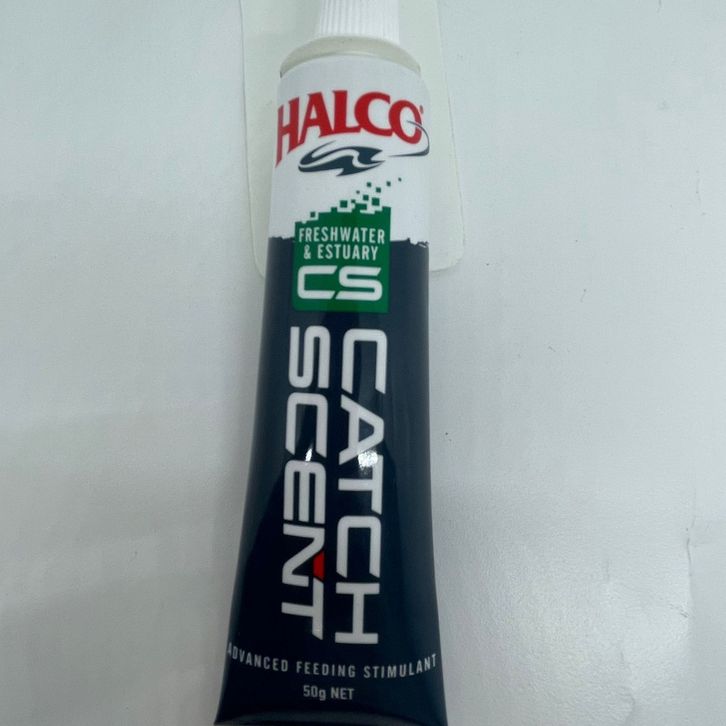 HALCO®
FRESHWATER
& ESTUARY
CS
CATCH
SCENT
ADVANCED FEEDING STIMULANT
50g NET